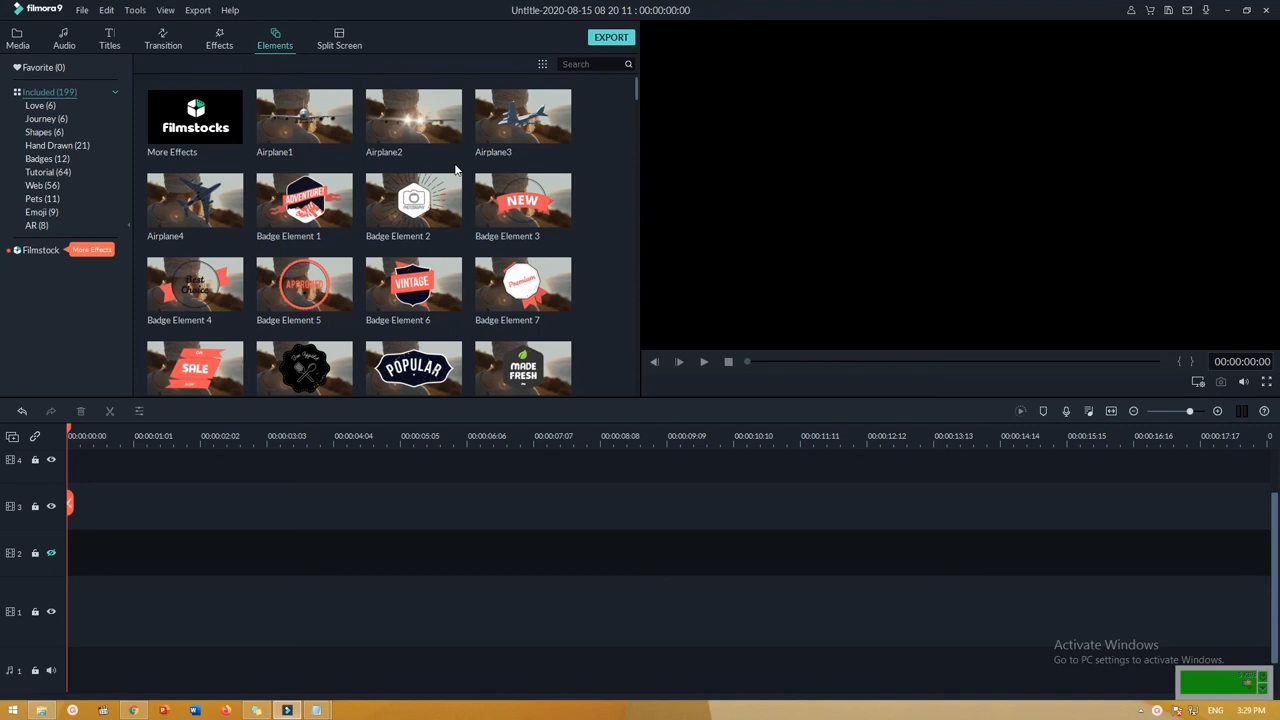 filmora9 File Edit Tools View Export Help Untitle-2020-08-15 08 20 11 : 00:00:00:00
Media Audio Titles Transition Effects Elements Split Screen EXPORT
Favorite (0)
Search
Included (199)
Love (6)
Journey (6)
Shapes (6)
Hand Drawn (21)
Badges (12)
Tutorial (64)
Web (56)
Pets (11)
Emoji (9)
AR (8)
Filmstock More Effects
filmstocks
More Effects Airplane1 Airplane2 Airplane3
ADVENTURE!
NEW
Airplane4 Badge Element 1 Badge Element 2 Badge Element 3
Best Choice
APPROVED
VINTAGE
Premium
Badge Element 4 Badge Element 5 Badge Element 6 Badge Element 7
SALE
POPULAR
MADE
FRESH
00:00:00:00
00:00:00:00 00:00:01:01 00:00:02:02 00:00:03:03 00:00:04:04 00:00:05:05 00:00:06:06 00:00:07:07 00:00:08:08 00:00:09:09 00:00:10:10 00:00:11:11 00:00:12:12 00:00:13:13 00:00:14:14 00:00:15:15 00:00:16:16 00:00:17:17 0
4
3
2
1
1
Activate Windows
Go to PC settings to activate Windows.
ENG 3:29 PM